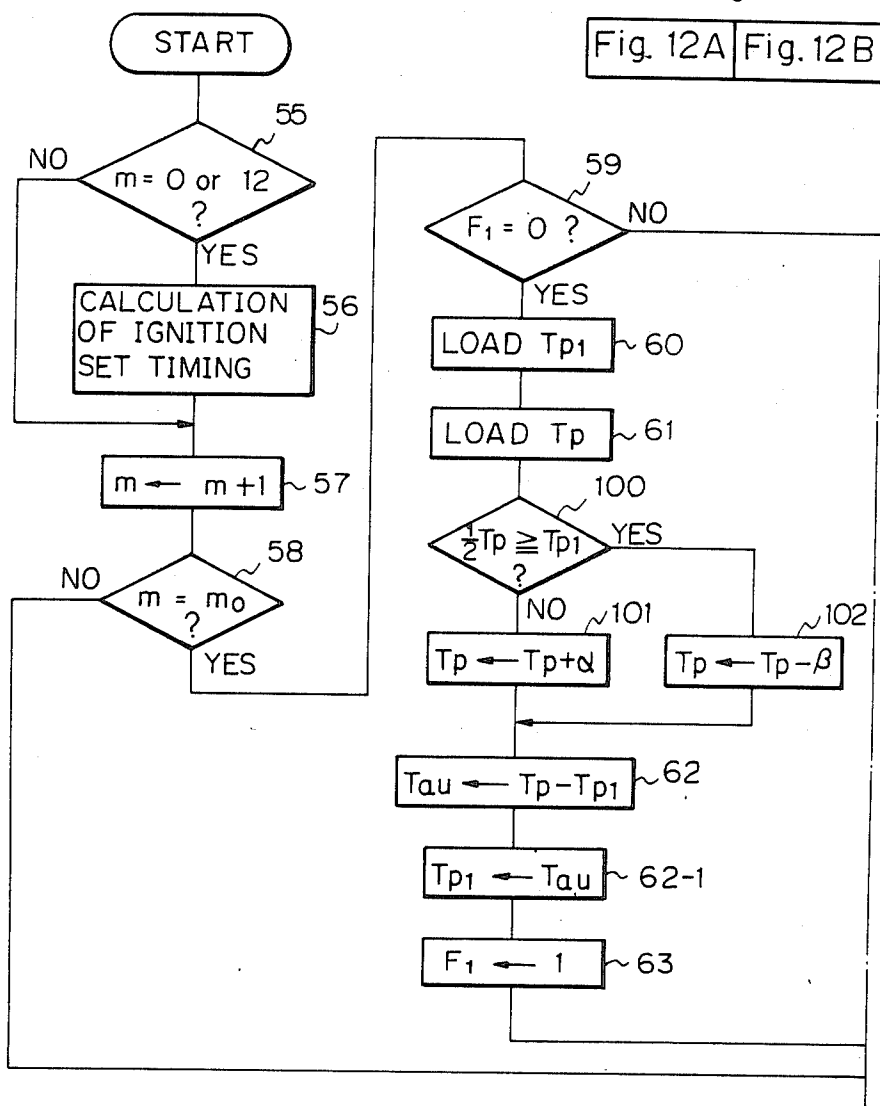 Fig. 12A Fig. 12B
START
55
m = 0 or 12
?
NO
YES
CALCULATION
OF IGNITION
SET TIMING
56
m ← m+1
57
58
m = m0
?
NO
YES
59
F1 = 0 ?
NO
YES
LOAD Tp1
60
LOAD Tp
61
100
½Tp ≧ Tp1
?
YES
NO
101
Tp ← Tp+α
102
Tp ← Tp−β
Tau ← Tp−Tp1
62
Tp1 ← Tau
62-1
F1 ← 1
63